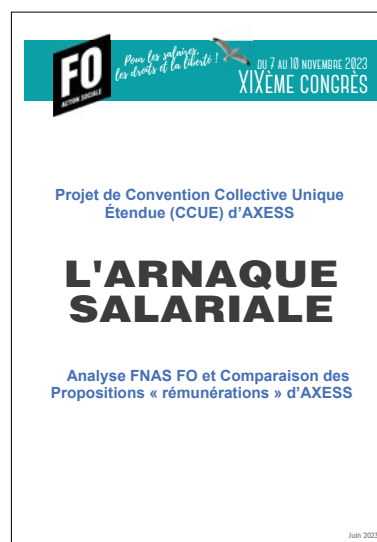 FO
ACTION SOCIALE
Pour les salaires,
les droits et la liberté !
DU 7 AU 10 NOVEMBRE 2023
XIXÈME CONGRÈS
Projet de Convention Collective Unique
Étendue (CCUE) d’AXESS
L'ARNAQUE
SALARIALE
Analyse FNAS FO et Comparaison des
Propositions « rémunérations » d’AXESS
Juin 2023